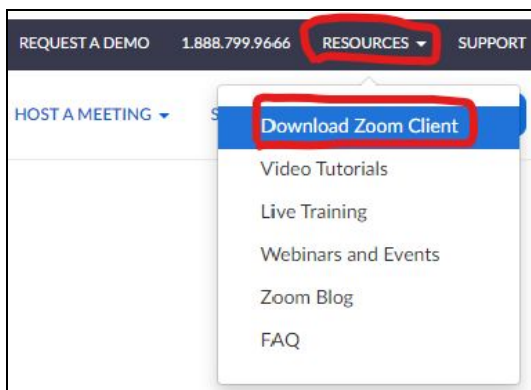 REQUEST A DEMO 1.888.799.9666 RESOURCES SUPPORT
HOST A MEETING
Download Zoom Client
Video Tutorials
Live Training
Webinars and Events
Zoom Blog
FAQ